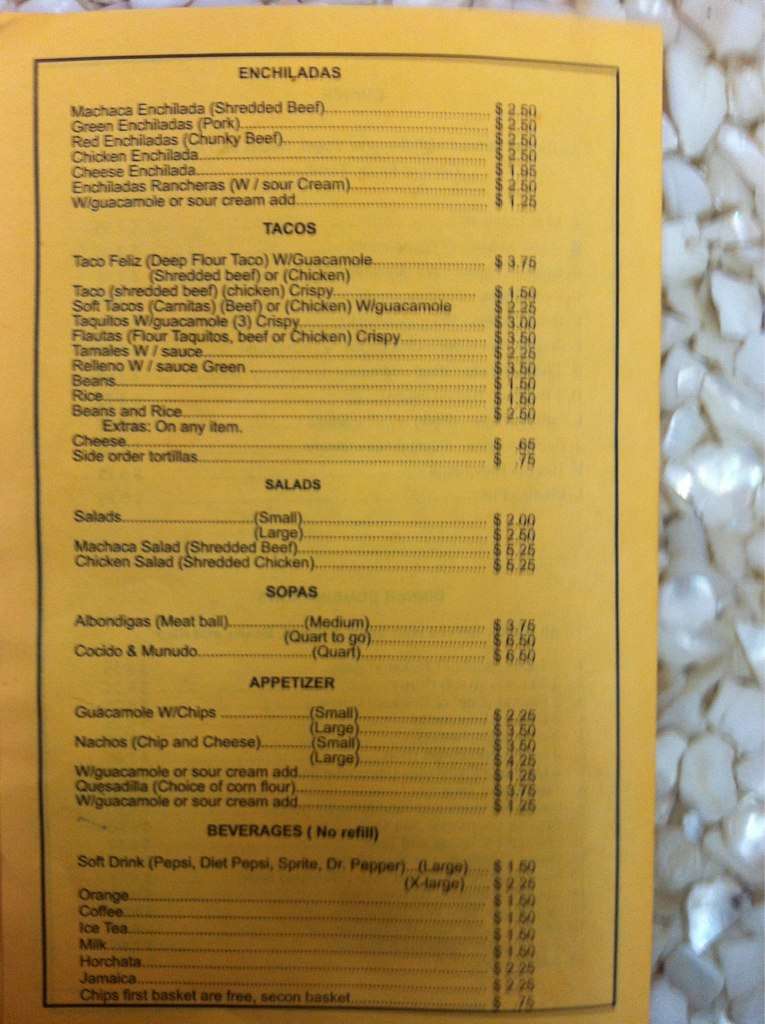 ENCHILADAS
Machaca Enchilada (Shredded Beef) $ 2.50
Green Enchiladas (Pork) $ 2.50
Red Enchiladas (Chunky Beef) $ 2.50
Chicken Enchilada $ 2.50
Cheese Enchilada $ 1.95
Enchiladas Rancheras (W / sour Cream) $ 2.50
W/guacamole or sour cream add $ 1.25
TACOS
Taco Feliz (Deep Flour Taco) W/Guacamole $ 3.75
(Shredded beef) or (Chicken)
Taco (shredded beef) (chicken) Crispy $ 1.50
Soft Tacos (Carnitas) (Beef) or (Chicken) W/guacamole $ 2.25
Taquitos W/guacamole (3) Crispy $ 3.00
Flautas (Flour Taquitos, beef or Chicken) Crispy $ 3.50
Tamales W / sauce $ 2.25
Relleno W / sauce Green $ 3.50
Beans $ 1.50
Rice $ 1.50
Beans and Rice $ 2.50
Extras: On any item.
Cheese $ .65
Side order tortillas $ .75
SALADS
Salads (Small) $ 2.00
(Large) $ 2.50
Machaca Salad (Shredded Beef) $ 5.25
Chicken Salad (Shredded Chicken) $ 5.25
SOPAS
Albondigas (Meat ball) (Medium) $ 3.75
(Quart to go) $ 6.50
Cocido & Munudo (Quart) $ 6.50
APPETIZER
Guacamole W/Chips (Small) $ 2.25
(Large) $ 3.50
Nachos (Chip and Cheese) (Small) $ 3.50
(Large) $ 4.25
W/guacamole or sour cream add $ 1.25
Quesadilla (Choice of corn flour) $ 3.75
W/guacamole or sour cream add $ 1.25
BEVERAGES ( No refill)
Soft Drink (Pepsi, Diet Pepsi, Sprite, Dr. Pepper) (Large) $ 1.50
(X-large) $ 2.25
Orange $ 1.50
Coffee $ 1.50
Ice Tea $ 1.50
Milk $ 1.50
Horchata $ 2.25
Jamaica $ 2.25
Chips first basket are free, secon basket $ .75